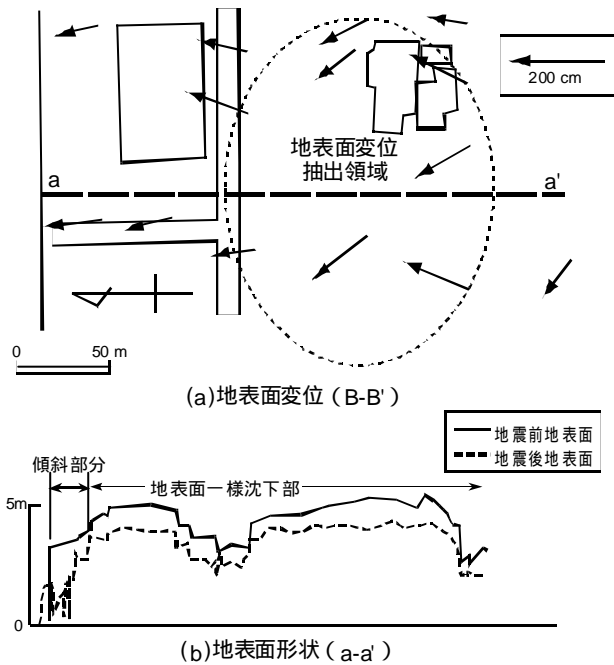 200 cm
地表面変位
抽出領域
a
a'
0
50 m
(a)地表面変位（B-B'）
地震前地表面
地震後地表面
傾斜部分
地表面一様沈下部
5m
0
(b)地表面形状（a-a'）